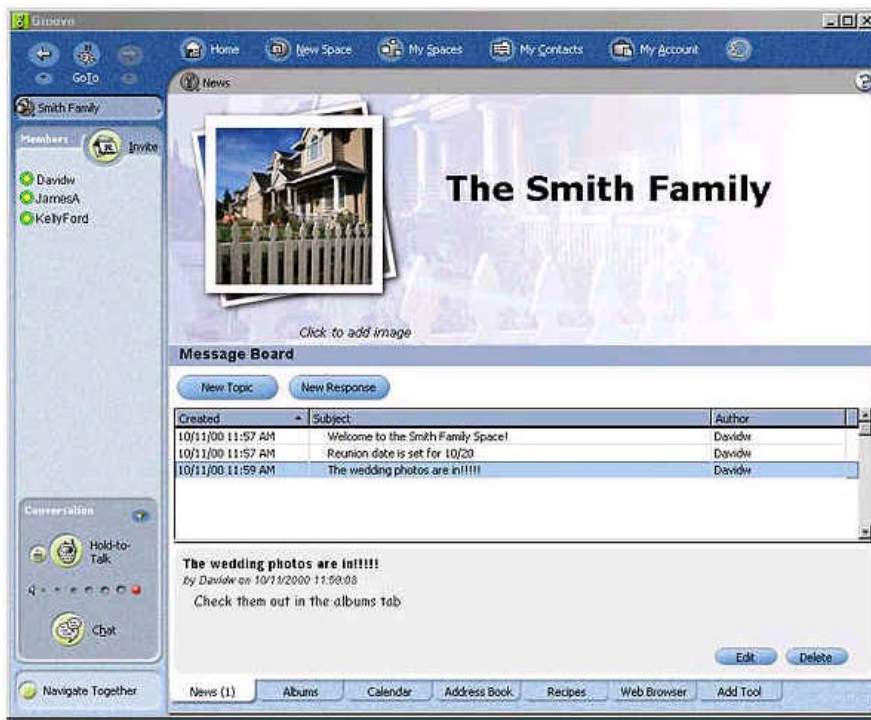 Groove
Home New Space My Spaces My Contacts My Account
GoTo
News
Smith Family
Members Invite
Davidw
JamesA
KellyFord
The Smith Family
Click to add image
Message Board
New Topic New Response
Created Subject Author
10/11/00 11:57 AM Welcome to the Smith Family Space! Davidw
10/11/00 11:57 AM Reunion date is set for 10/20 Davidw
10/11/00 11:59 AM The wedding photos are in!!!!! Davidw
The wedding photos are in!!!!!
by Davidw on 10/11/2000 11:59:03
Check them out in the albums tab
Edit Delete
Conversation
Hold-to-
Talk
Chat
Navigate Together
News (1) Albums Calendar Address Book Recipes Web Browser Add Tool